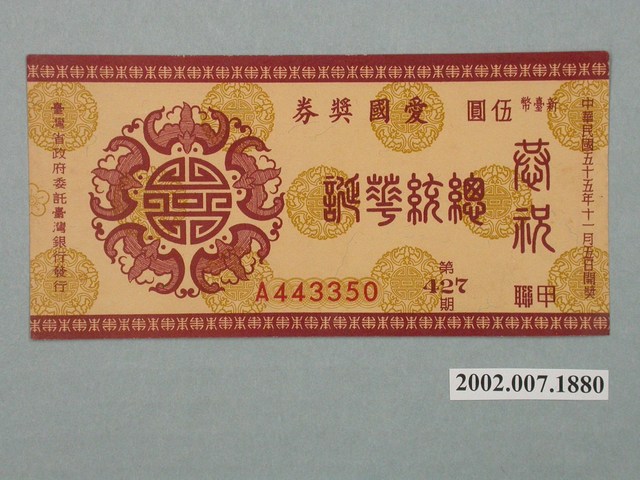 中華民國五十五年十一月五日開獎
新臺幣伍圓
愛國獎券
恭祝
總統華誕
第427期
甲聯
A443350
臺灣省政府委託臺灣銀行發行
2002.007.1880